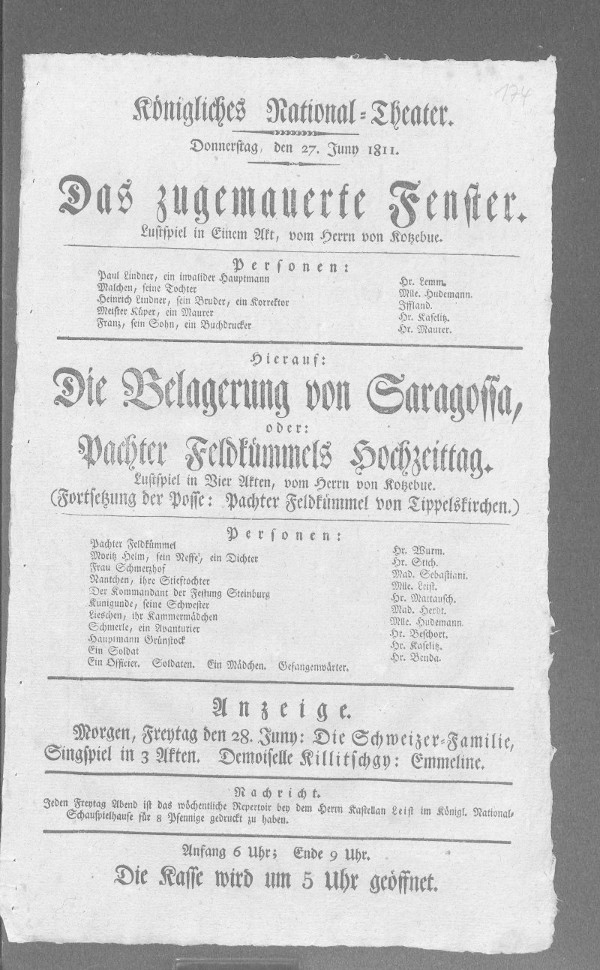 174
Königliches National-Theater.
Donnerstag, den 27. Juny 1811.
Das zugemauerte Fenster.
Lustspiel in Einem Akt, vom Herrn von Kotzebue.
Personen:
Paul Lindner, ein invalider Hauptmann Hr. Lemm.
Malchen, seine Tochter Mlle. Hudemann.
Heinrich Lindner, sein Bruder, ein Korrektor Iffland.
Meister Küper, ein Maurer Hr. Kaselitz.
Franz, sein Sohn, ein Buchdrucker Hr. Maurer.
Hierauf:
Die Belagerung von Saragossa,
oder:
Pachter Feldkümmels Hochzeittag.
Lustspiel in Vier Akten, vom Herrn von Kotzebue.
(Fortsetzung der Posse: Pachter Feldkümmel von Tippelskirchen.)
Personen:
Pachter Feldkümmel Hr. Wurm.
Moritz Helm, sein Neffe, ein Dichter Hr. Stich.
Frau Schmerzhof Mad. Sebastiani.
Nantchen, ihre Stieftochter Mlle. Leist.
Der Kommandant der Festung Steinburg Hr. Mattausch.
Kunigunde, seine Schwester Mad. Herdt.
Lieschen, ihr Kammermädchen Mlle. Hudemann.
Schmerle, ein Avanturier Hr. Beschort.
Hauptmann Grünstock Hr. Kaselitz.
Ein Soldat Hr. Benda.
Ein Officier. Soldaten. Ein Mädchen. Gefangenwärter.
Anzeige.
Morgen, Freytag den 28. Juny: Die Schweizer-Familie,
Singspiel in 3 Akten. Demoiselle Killitschgy: Emmeline.
Nachricht.
Jeden Freytag Abend ist das wöchentliche Repertoir bey dem Herrn Kastellan Leist im Königl. National-
Schauspielhause für 8 Pfennige gedruckt zu haben.
Anfang 6 Uhr; Ende 9 Uhr.
Die Kasse wird um 5 Uhr geöffnet.